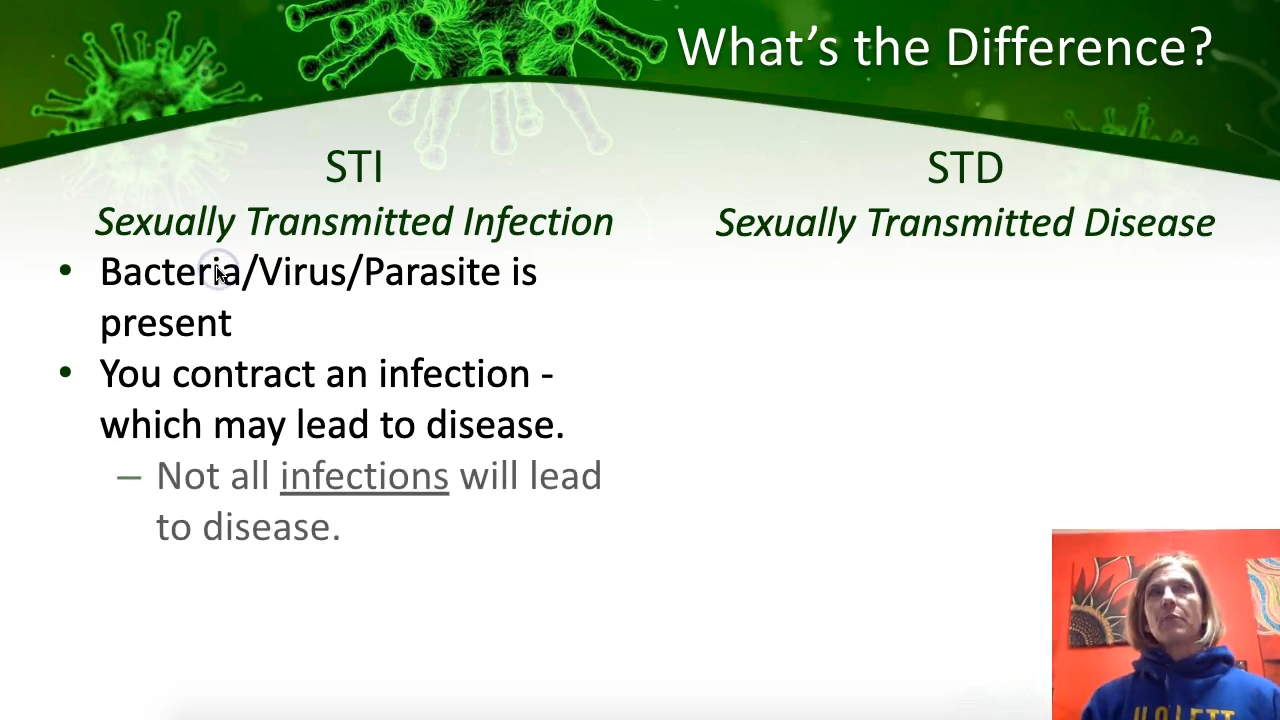 What's the Difference?
STI
Sexually Transmitted Infection
• Bacteria/Virus/Parasite is
present
• You contract an infection -
which may lead to disease.
– Not all infections will lead
to disease.
STD
Sexually Transmitted Disease